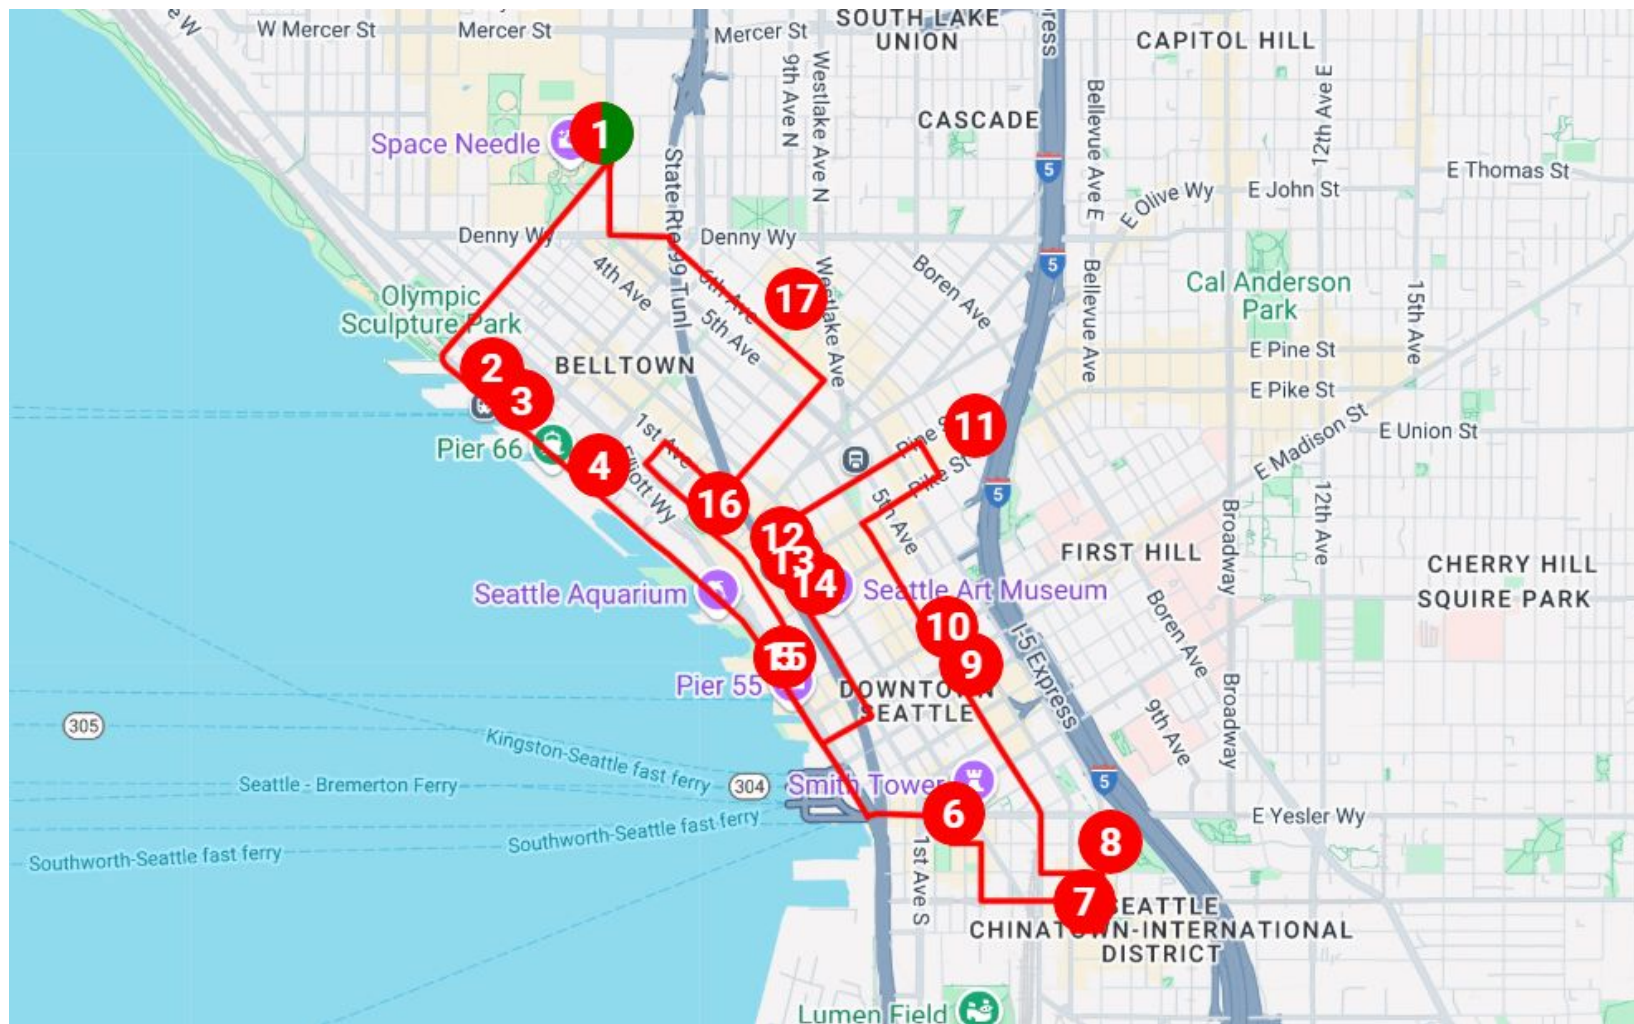 e W
W Mercer St
Mercer St
Mercer St
SOUTH LAKE
UNION
ress
CAPITOL HILL
9th Ave N
Westlake Ave N
CASCADE
Bellevue Ave E
12th Ave E
Space Needle
1
5
E Thomas St
E Olive Wy
E John St
State Rte 99 Tunl
Denny Wy
Denny Wy
4th Ave
6th Ave
5th Ave
17
Westlake Ave
Boren Ave
5
Bellevue Ave
Cal Anderson
Park
15th Ave
Olympic
Sculpture Park
2
3
BELLTOWN
E Pine St
E Pike St
E Madison St
E Union St
Pier 66
4
1st Ave
Elliott Wy
16
11
Pine S
Pike St
5th Ave
5
12
13
14
Broadway
12th Ave
FIRST HILL
CHERRY HILL
SQUIRE PARK
Seattle Aquarium
Seattle Art Museum
Boren Ave
10
9
I-5 Express
15
Pier 55
DOWNTOWN
SEATTLE
9th Ave
Broadway
305
Kingston-Seattle fast ferry
Seattle - Bremerton Ferry
304
Smith Tower
5
6
E Yesler Wy
Southworth-Seattle fast ferry
Southworth-Seattle fast ferry
8
1st Ave S
7
SEATTLE
CHINATOWN-INTERNATIONAL
DISTRICT
Lumen Field